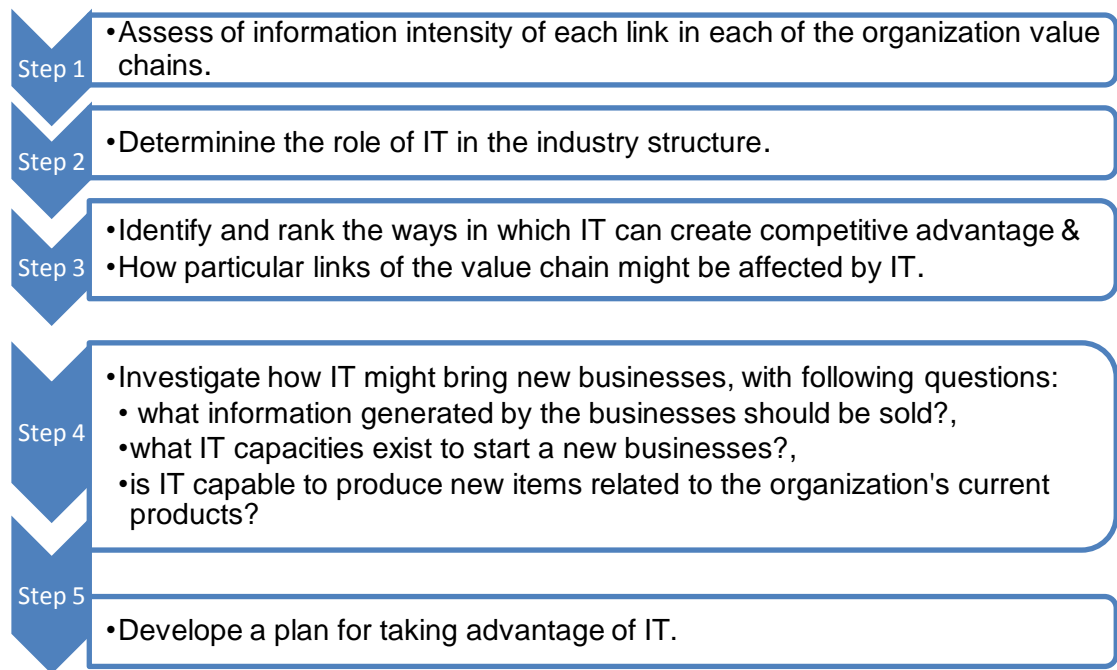 Step 1
•Assess of information intensity of each link in each of the organization value
chains.
Step 2
•Determinine the role of IT in the industry structure.
Step 3
•Identify and rank the ways in which IT can create competitive advantage &
•How particular links of the value chain might be affected by IT.
Step 4
•Investigate how IT might bring new businesses, with following questions:
• what information generated by the businesses should be sold?,
•what IT capacities exist to start a new businesses?,
•is IT capable to produce new items related to the organization's current
products?
Step 5
•Develope a plan for taking advantage of IT.